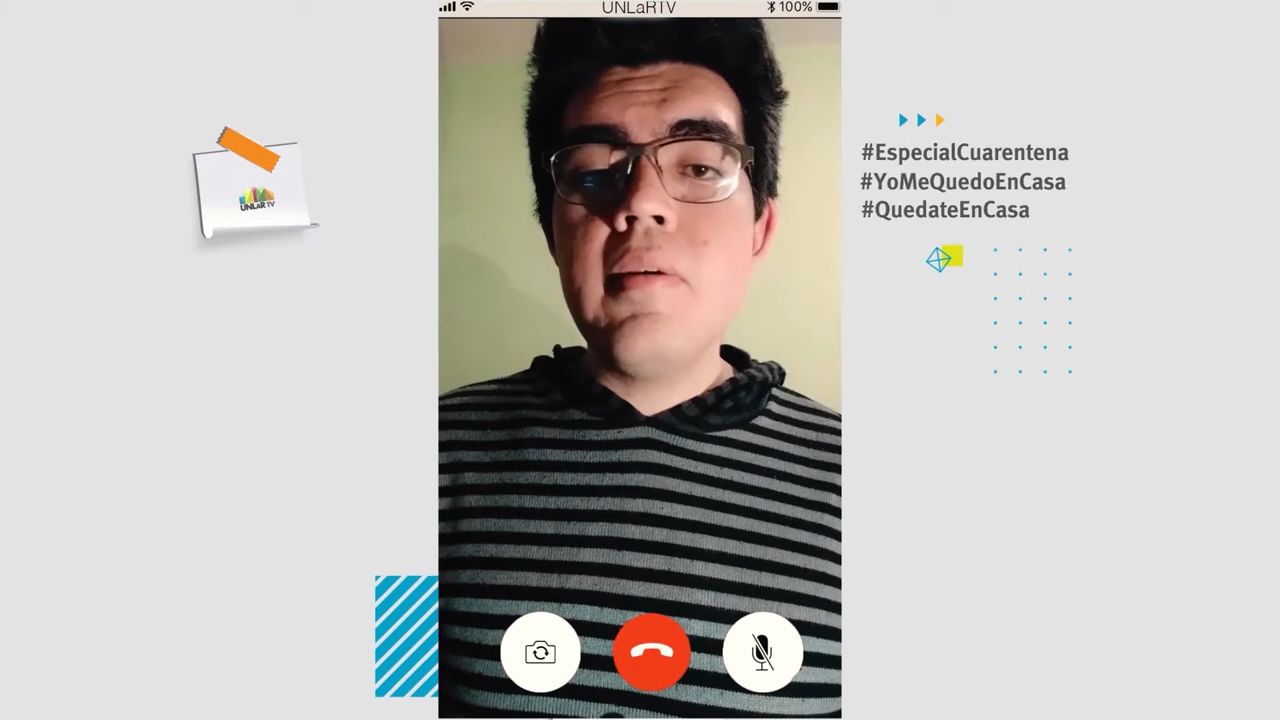 UNLaRTV
100%
UNLaR TV
#EspecialCuarentena
#YoMeQuedoEnCasa
#QuedateEnCasa